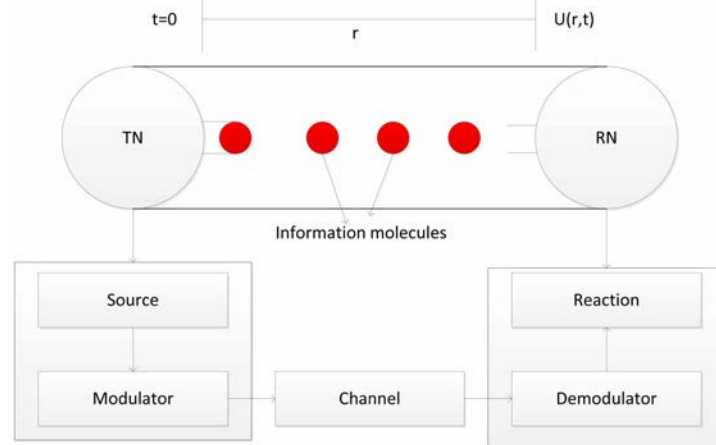 t=0
r
U(r,t)
TN
RN
Information molecules
Source
Reaction
Modulator
Channel
Demodulator